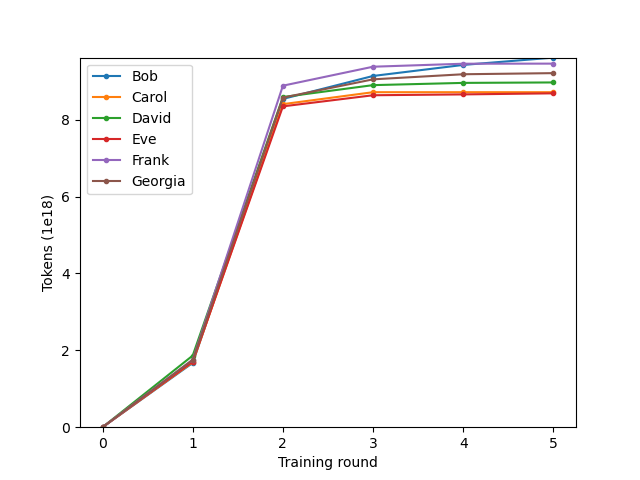 Bob
Carol
David
Eve
Frank
Georgia
Tokens (1e18)
8
6
4
2
0
0 1 2 3 4 5
Training round